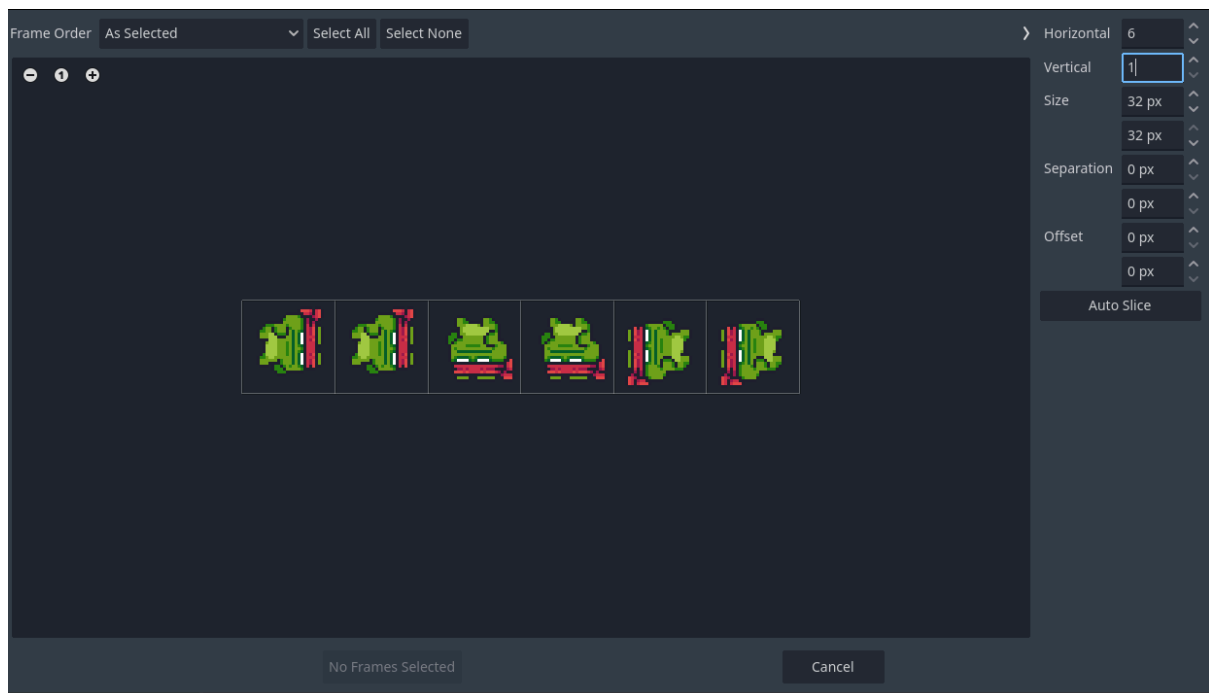 Frame Order As Selected Select All Select None ❯ Horizontal 6
1
Vertical 1
Size 32 px
32 px
Separation 0 px
0 px
Offset 0 px
0 px
Auto Slice
No Frames Selected Cancel